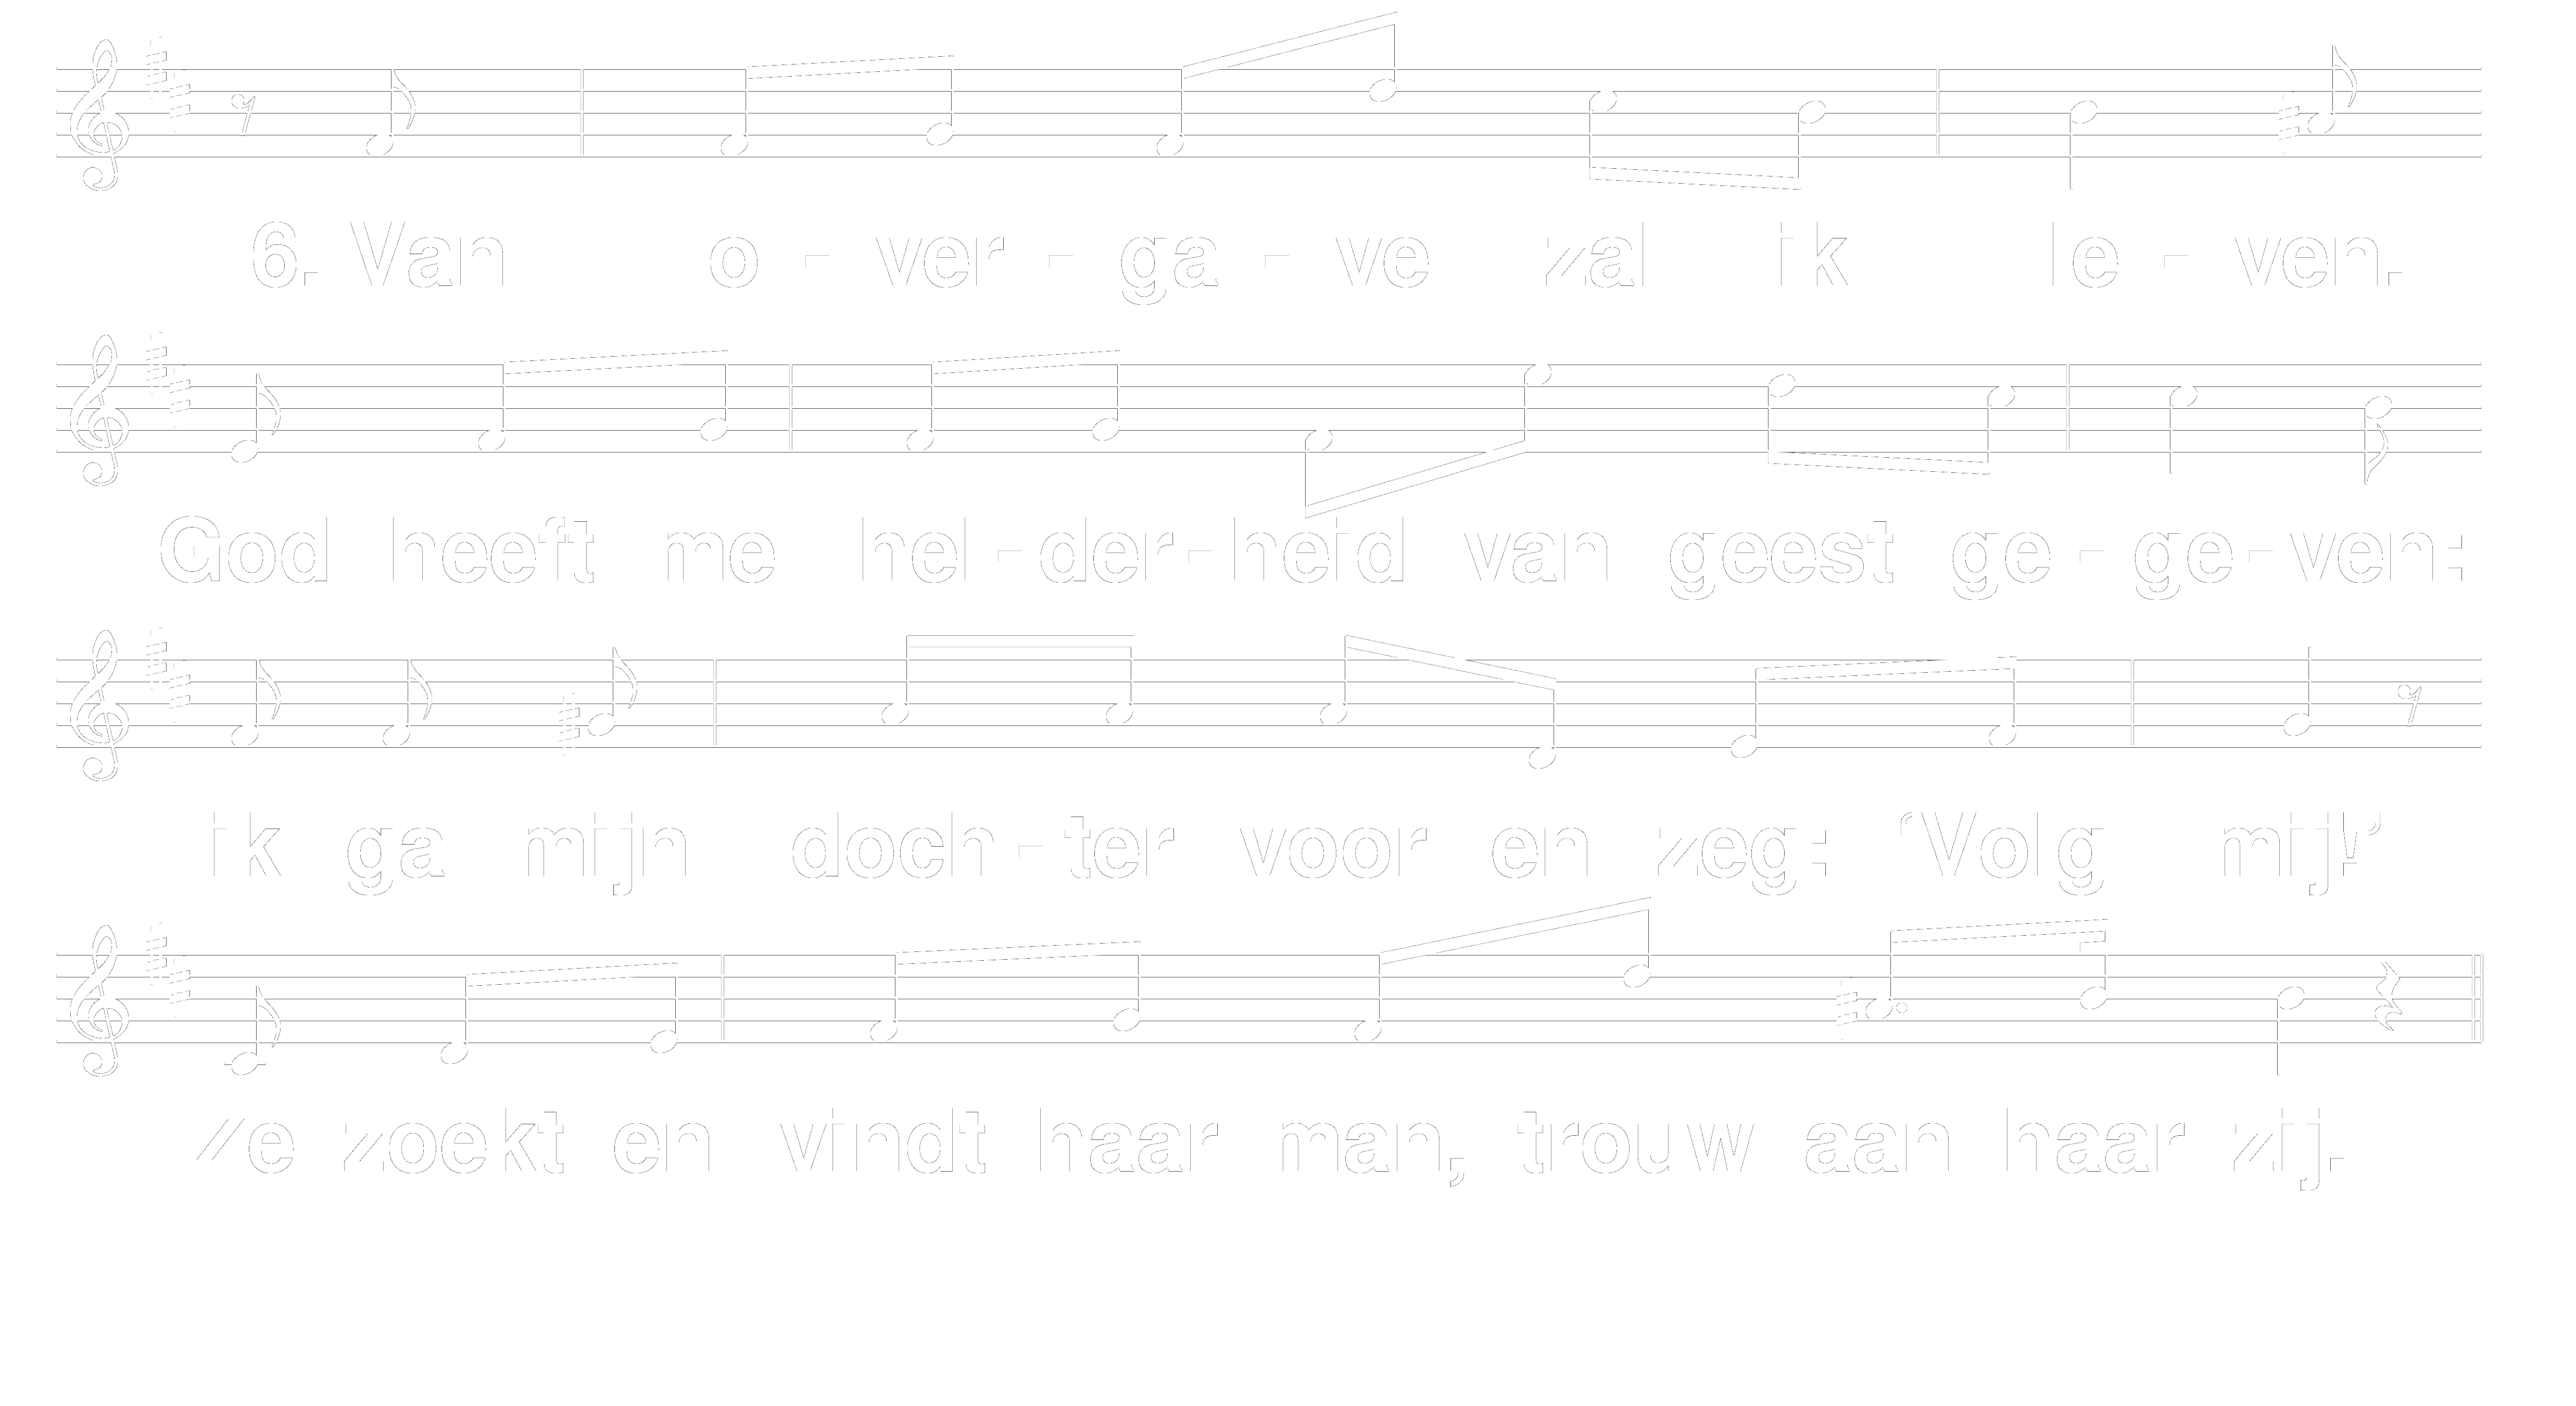 6. Van o - ver - ga - ve zal ik le - ven.
God heeft me hel - der - heid van geest ge - ge - ven:
ik ga mijn doch - ter voor en zeg: ‘Volg mij!’
Ze zoekt en vindt haar man, trouw aan haar zij.